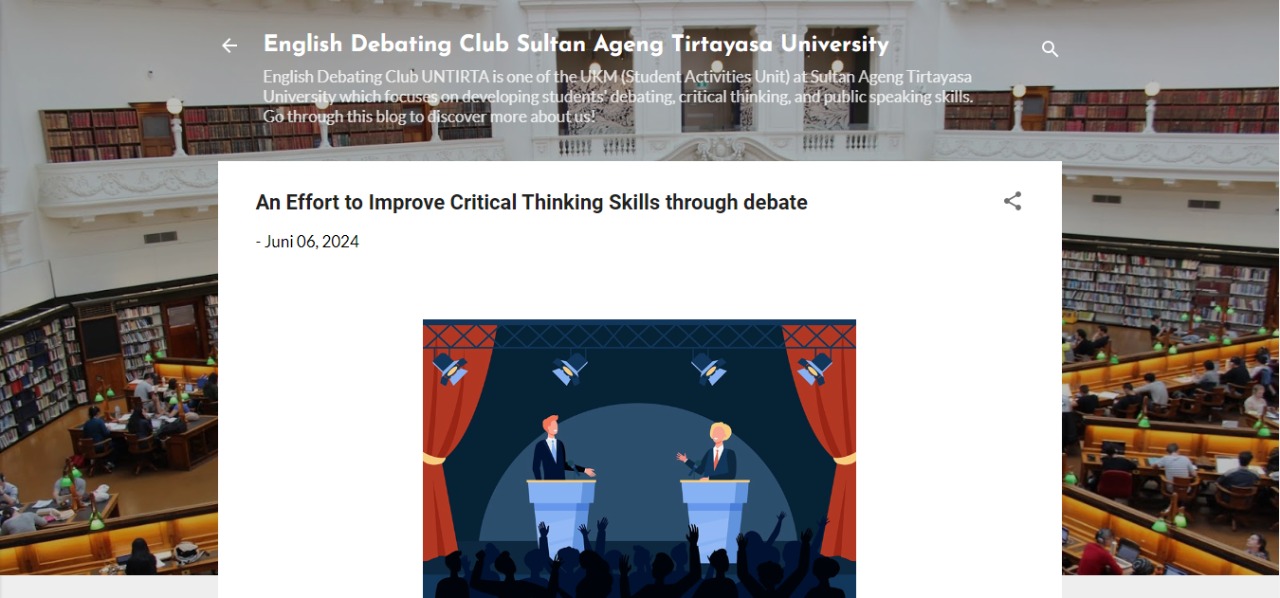 English Debating Club Sultan Ageng Tirtayasa University
English Debating Club UNTIRTA is one of the UKM (Student Activities Unit) at Sultan Ageng Tirtayasa
University which focuses on developing students' debating, critical thinking, and public speaking skills.
Go through this blog to discover more about us!
An Effort to Improve Critical Thinking Skills through debate
- Juni 06, 2024